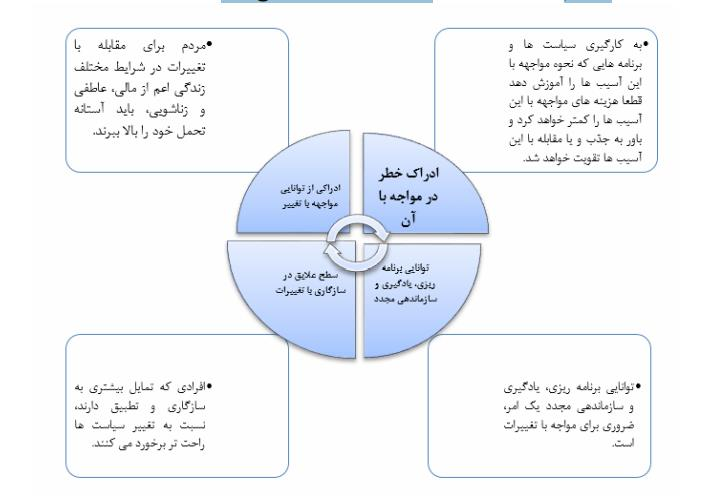 •به کارگیری سیاست ها و
برنامه هایی که نحوه مواجهه با
این آسیب ها را آموزش دهد
قطعا هزینه های مواجهه با این
آسیب ها را کمتر خواهد کرد و
باور به جذب و یا مقابله با این
آسیب ها تقویت خواهد شد.
•مردم برای مقابله با
تغییرات در شرایط مختلف
زندگی اعم از مالی، عاطفی
و زناشویی، باید آستانه
تحمل خود را بالا ببرند.
ادراک خطر
در مواجه با
آن
ادراکی از توانایی
مواجهه با تغییر
توانایی برنامه
ریزی، یادگیری و
سازماندهی مجدد
سطح علایق در
سازگاری با تغییرات
•توانایی برنامه ریزی، یادگیری
و سازماندهی مجدد یک امر،
ضروری برای مواجه با تغییرات
است.
•افرادی که تمایل بیشتری به
سازگاری و تطبیق دارند،
نسبت به تغییر سیاست ها
راحت تر برخورد می کنند.